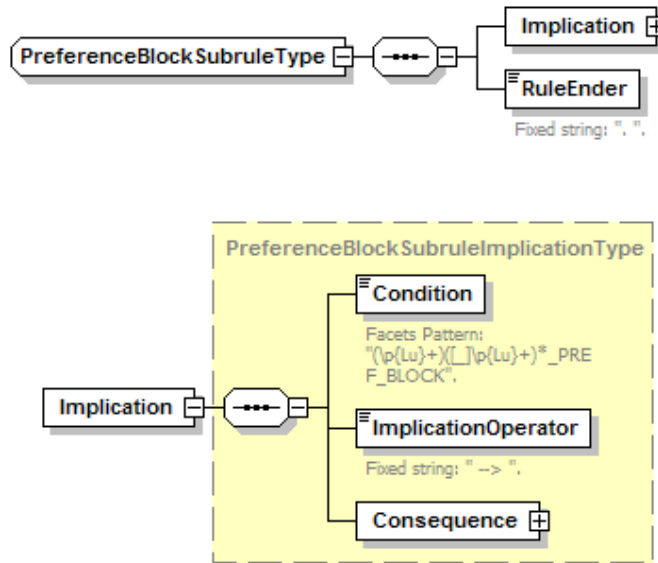 PreferenceBlockSubruleType
Implication
RuleEnder
Fixed string: ". ".
PreferenceBlockSubruleImplicationType
Condition
Facets Pattern:
"(\p{Lu}+)([_]\p{Lu}+)*_PRE
F_BLOCK".
Implication
ImplicationOperator
Fixed string: " --> ".
Consequence